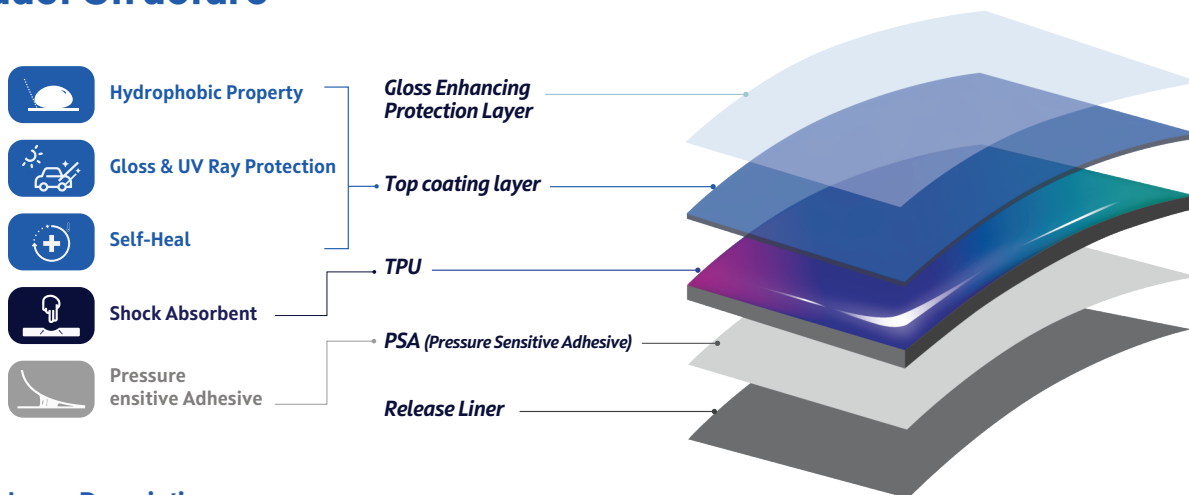 Structure
Hydrophobic Property
Gloss & UV Ray Protection
Self-Heal
Shock Absorbent
Pressure
ensitive Adhesive
Gloss Enhancing
Protection Layer
Top coating layer
TPU
PSA (Pressure Sensitive Adhesive)
Release Liner